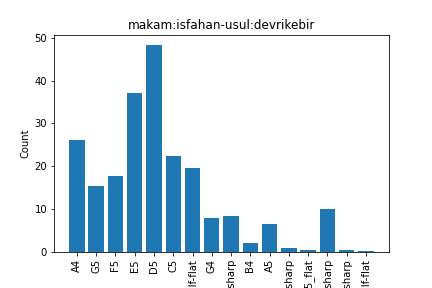 makam:isfahan-usul:devrikebir
50
40
30
20
10
0
Count
A4
G5
F5
E5
D5
C5
lf-flat
G4
sharp
B4
A5
sharp
5_flat
sharp
sharp
lf-flat